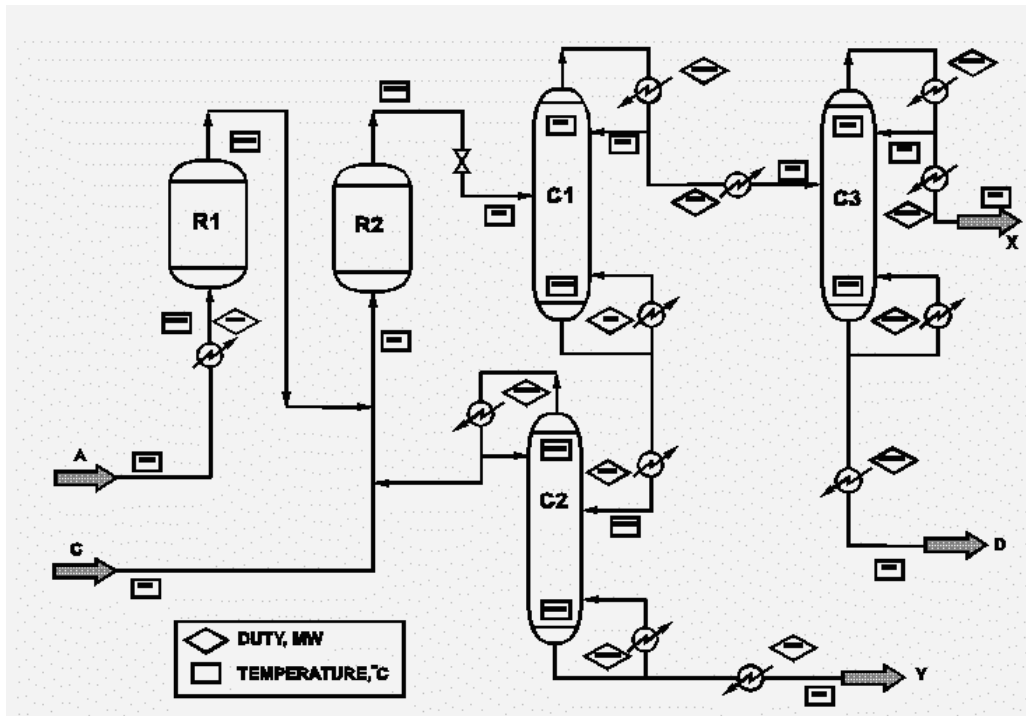 R1
R2
C1
C3
X
A
C2
C
D
DUTY, MW
TEMPERATURE, °C
Y